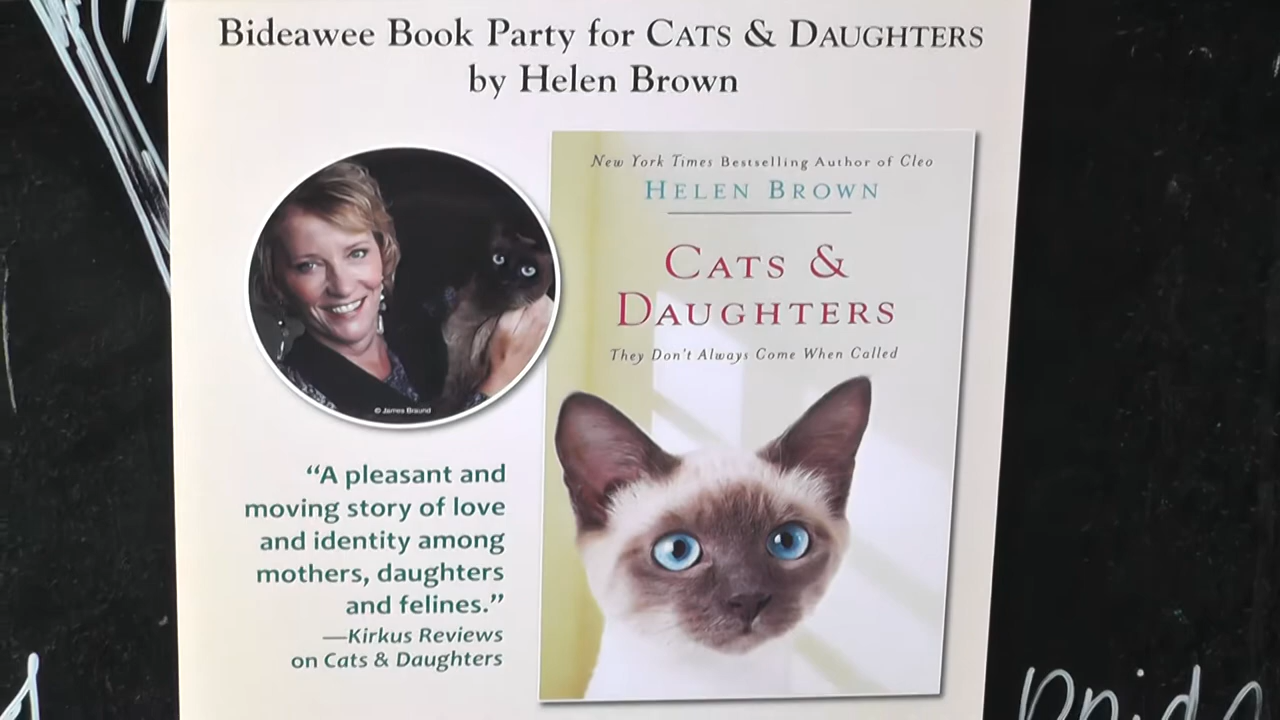 Bideawee Book Party for CATS & DAUGHTERS
by Helen Brown
New York Times Bestselling Author of Cleo
HELEN BROWN
CATS &
DAUGHTERS
They Don't Always Come When Called
© James Braund
“A pleasant and
moving story of love
and identity among
mothers, daughters
and felines.”
—Kirkus Reviews
on Cats & Daughters